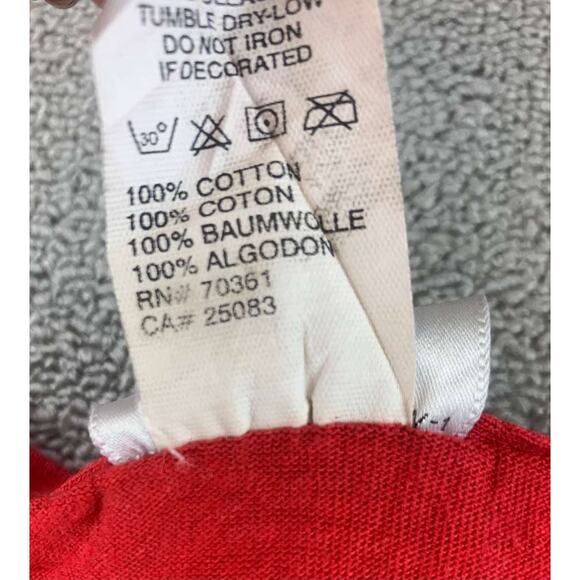 TUMBLE DRY-LOW
DO NOT IRON
IF DECORATED
30°
100% COTTON
100% COTON
100% BAUMWOLLE
100% ALGODON
RN# 70361
CA# 25083